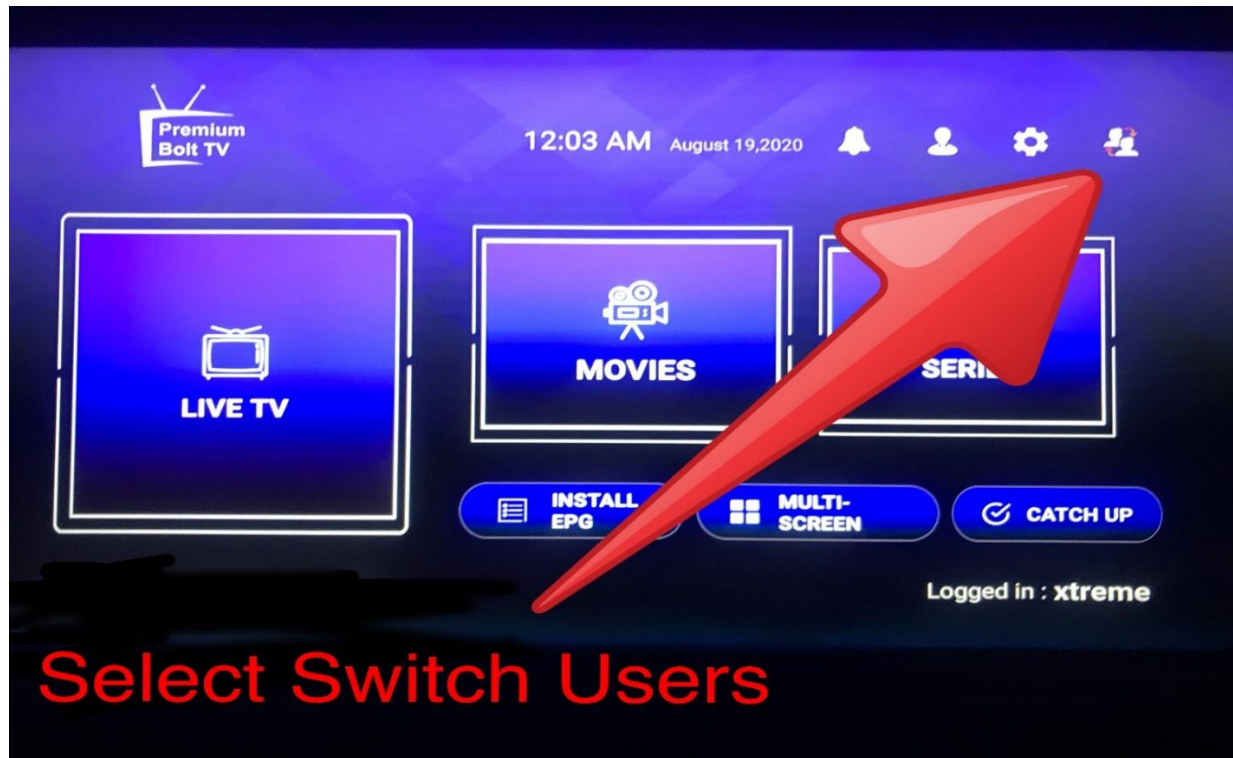 Premium
Bolt TV
12:03 AM August 19,2020
LIVE TV
MOVIES
INSTALL
EPG
MULTI-
SCREEN
CATCH UP
Logged in : xtreme
Select Switch Users